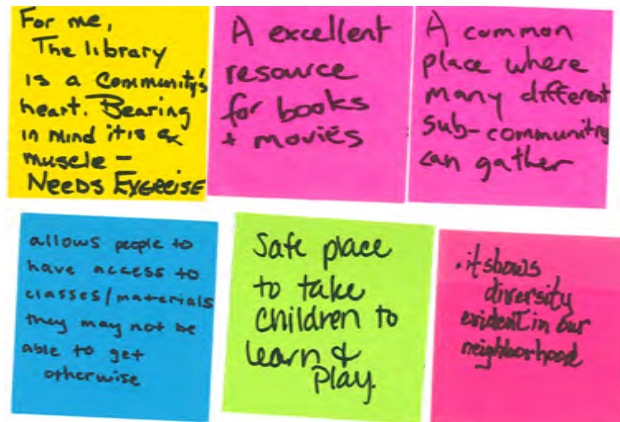 For me,
The library
is a Community's
heart. Bearing
in mind it is a
muscle –
NEEDS EXERCISE
A excellent
resource
for books
+ movies
A common
place where
many different
sub-communities
can gather
allows people to
have access to
classes/materials
they may not be
able to get
otherwise
Safe place
to take
children to
learn &
Play.
. it shows
diversity
evident in our
neighborhood